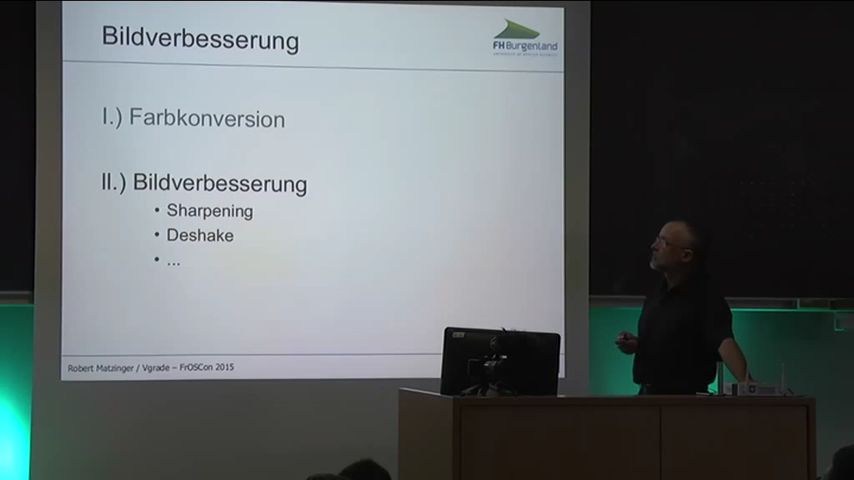 Bildverbesserung
FH Burgenland
I.) Farbkonversion
II.) Bildverbesserung
• Sharpening
• Deshake
• ...
Robert Matzinger / Vgrade – FrOSCon 2015